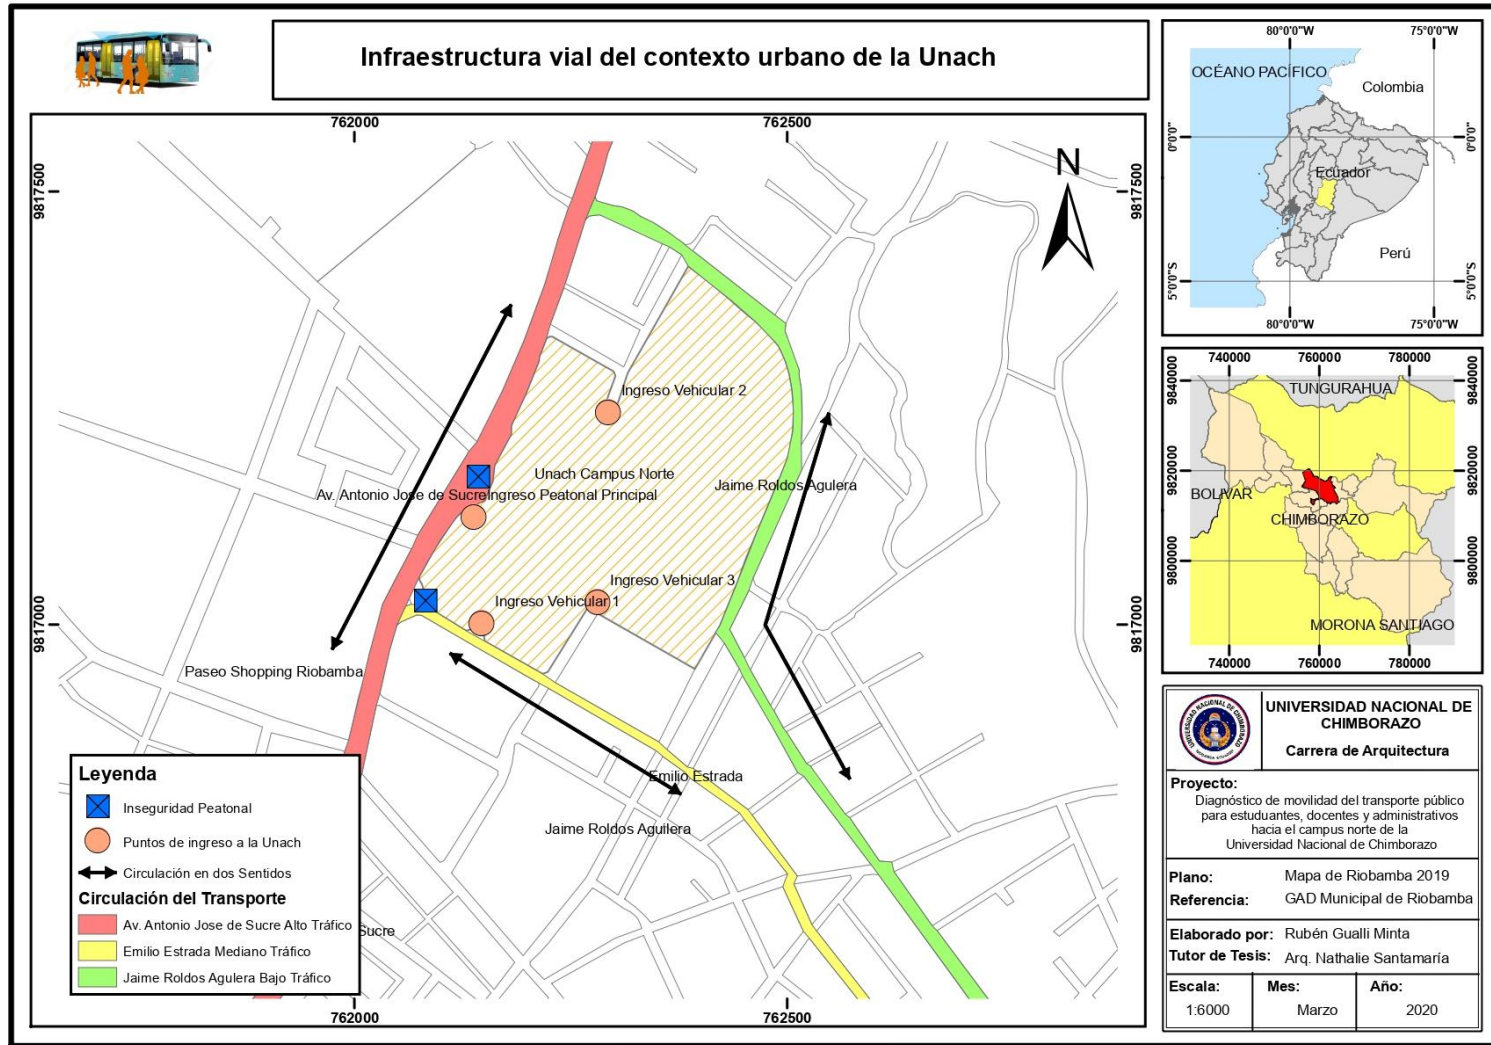 Infraestructura vial del contexto urbano de la Unach
762000
762500
9817500
9817500
N
Ingreso Vehicular 2
Unach Campus Norte
Av. Antonio Jose de Sucre
Ingreso Peatonal Principal
Jaime Roldos Agulera
Ingreso Vehicular 3
Ingreso Vehicular 1
9817000
9817000
Paseo Shopping Riobamba
Emilio Estrada
Jaime Roldos Aguilera
Sucre
762000
762500
Leyenda
Inseguridad Peatonal
Puntos de ingreso a la Unach
Circulación en dos Sentidos
Circulación del Transporte
Av. Antonio Jose de Sucre Alto Tráfico
Emilio Estrada Mediano Tráfico
Jaime Roldos Agulera Bajo Tráfico
80°0'0"W
75°0'0"W
OCÉANO PACÍFICO
Colombia
0°0'0"
0°0'0"
Ecuador
Perú
5°0'0"S
5°0'0"S
80°0'0"W
75°0'0"W
740000
760000
780000
9840000
9840000
TUNGURAHUA
9820000
9820000
BOLIVAR
CHIMBORAZO
9800000
9800000
MORONA SANTIAGO
740000
760000
780000
UNIVERSIDAD NACIONAL DE CHIMBORAZO
UNIVERSIDAD NACIONAL DE
CHIMBORAZO
Carrera de Arquitectura
Proyecto:
Diagnóstico de movilidad del transporte público
para estudiantes, docentes y administrativos
hacia el campus norte de la
Universidad Nacional de Chimborazo
Plano: Mapa de Riobamba 2019
Referencia: GAD Municipal de Riobamba
Elaborado por: Rubén Gualli Minta
Tutor de Tesis: Arq. Nathalie Santamaría
Escala: Mes: Año:
1:6000 Marzo 2020